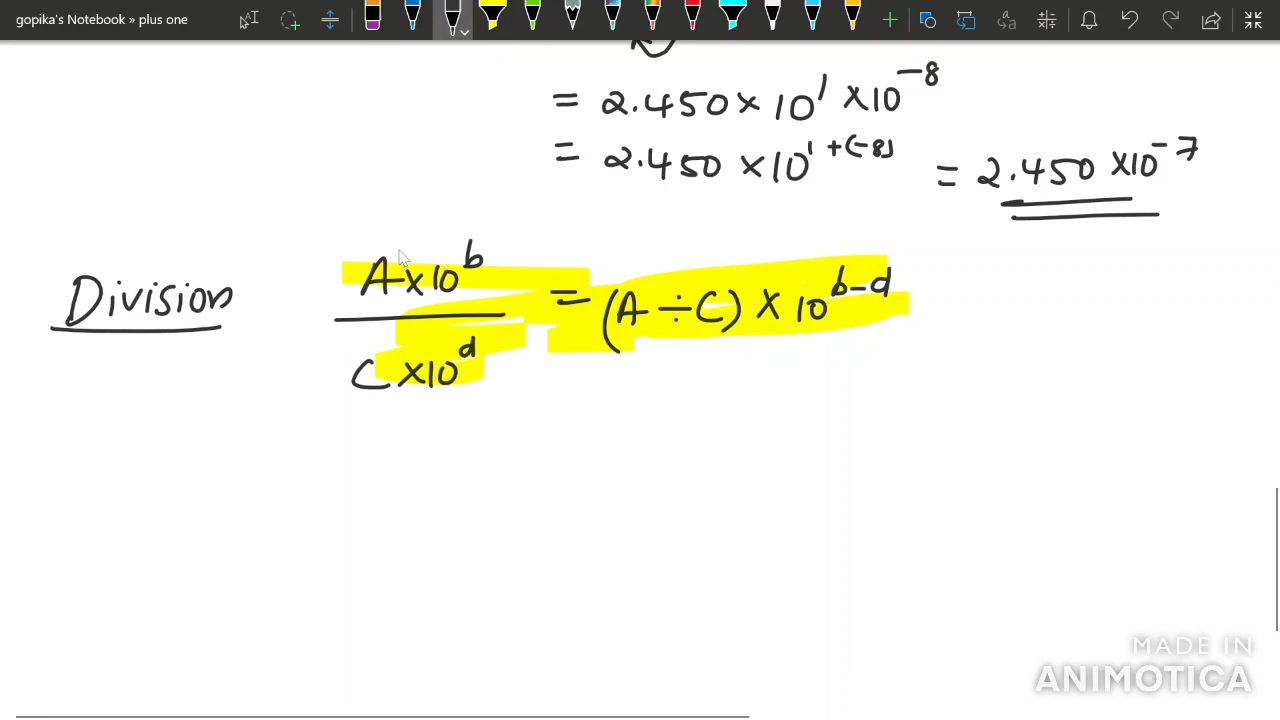 gopika's Notebook » plus one
= 2.450 × 10¹ × 10⁻⁸
= 2.450 × 10¹⁺⁽⁻⁸⁾ = 2.450 × 10⁻⁷
Division A × 10ᵇ / C × 10ᵈ = (A ÷ C) × 10ᵇ⁻ᵈ
MADE IN
ANIMOTICA